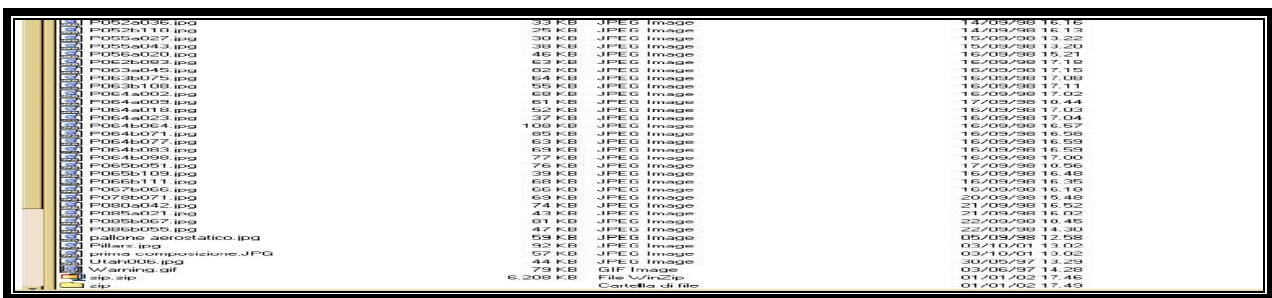 P052a036.jpg 33 KB JPEG Image 14/09/98 16.16
P052b110.jpg 25 KB JPEG Image 14/09/98 16.13
P055a027.jpg 30 KB JPEG Image 15/09/98 13.22
P055a043.jpg 38 KB JPEG Image 15/09/98 13.20
P056a020.jpg 46 KB JPEG Image 16/09/98 15.21
P062b083.jpg 63 KB JPEG Image 16/09/98 17.18
P063a045.jpg 82 KB JPEG Image 16/09/98 17.15
P063b075.jpg 64 KB JPEG Image 16/09/98 17.08
P063b108.jpg 55 KB JPEG Image 16/09/98 17.11
P064a002.jpg 68 KB JPEG Image 16/09/98 17.02
P064a009.jpg 61 KB JPEG Image 17/09/98 10.44
P064a018.jpg 52 KB JPEG Image 16/09/98 17.03
P064a023.jpg 37 KB JPEG Image 16/09/98 17.04
P064b064.jpg 108 KB JPEG Image 16/09/98 16.57
P064b071.jpg 85 KB JPEG Image 16/09/98 16.58
P064b077.jpg 63 KB JPEG Image 16/09/98 16.59
P064b083.jpg 69 KB JPEG Image 16/09/98 16.59
P064b098.jpg 77 KB JPEG Image 16/09/98 17.00
P065b051.jpg 76 KB JPEG Image 17/09/98 10.56
P065b109.jpg 39 KB JPEG Image 16/09/98 16.48
P066b111.jpg 68 KB JPEG Image 16/09/98 16.35
P067b066.jpg 66 KB JPEG Image 16/09/98 16.18
P078b071.jpg 69 KB JPEG Image 20/09/98 15.48
P080a042.jpg 74 KB JPEG Image 21/09/98 16.52
P085a021.jpg 43 KB JPEG Image 21/09/98 16.02
P085b067.jpg 81 KB JPEG Image 22/09/98 10.45
P086b055.jpg 47 KB JPEG Image 22/09/98 14.30
pallone aerostatico.jpg 59 KB JPEG Image 05/09/98 12.58
Pillars.jpg 92 KB JPEG Image 03/10/01 13.02
prima composizione.JPG 57 KB JPEG Image 03/10/01 13.02
Utah006.jpg 44 KB JPEG Image 30/05/97 13.29
Warning.gif 79 KB GIF Image 03/06/97 14.28
zip.zip 6.208 KB File WinZip 01/01/02 17.46
zip Cartella di file 01/01/02 17.49